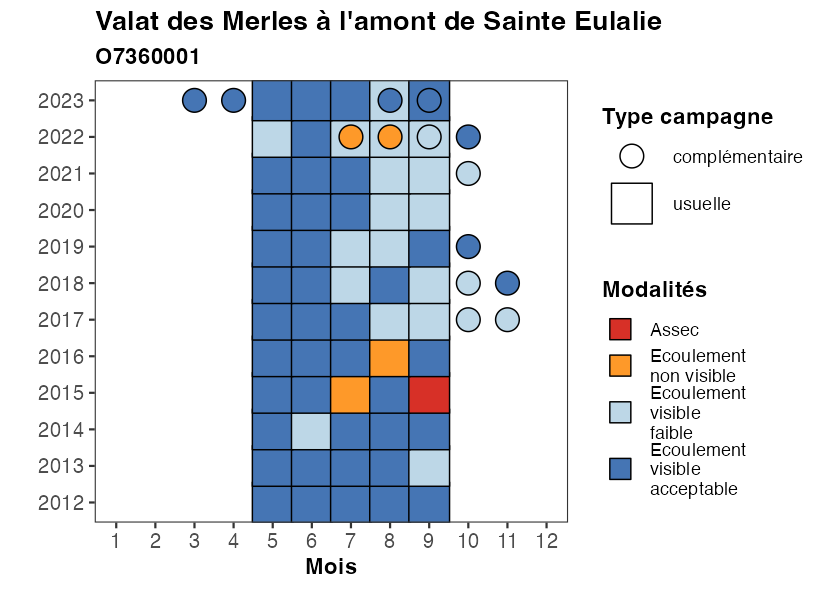 Valat des Merles à l'amont de Sainte Eulalie
O7360001
2023
2022
2021
2020
2019
2018
2017
2016
2015
2014
2013
2012
1 2 3 4 5 6 7 8 9 10 11 12
Mois
Type campagne
complémentaire
usuelle
Modalités
Assec
Ecoulement
non visible
Ecoulement
visible
faible
Ecoulement
visible
acceptable